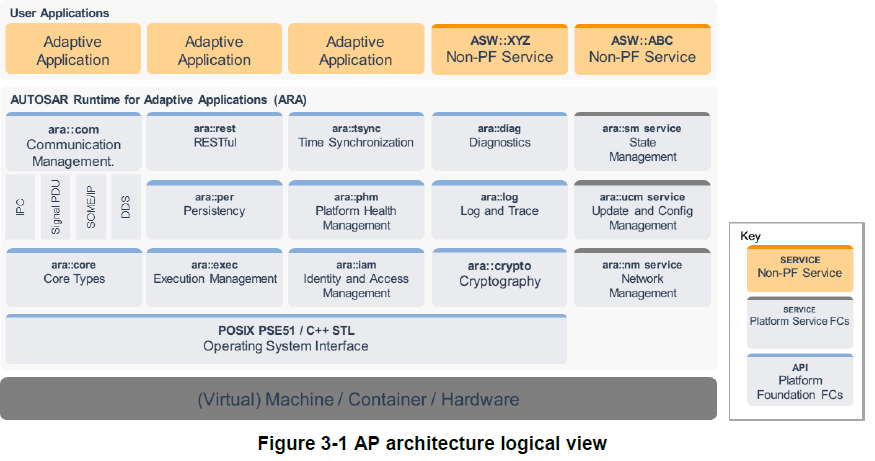 User Applications
Adaptive
Application
Adaptive
Application
Adaptive
Application
ASW::XYZ
Non-PF Service
ASW::ABC
Non-PF Service
AUTOSAR Runtime for Adaptive Applications (ARA)
ara::com
Communication
Management.
ara::rest
RESTful
ara::tsync
Time Synchronization
ara::diag
Diagnostics
ara::sm service
State
Management
IPC
Signal PDU
SOME/IP
DDS
ara::per
Persistency
ara::phm
Platform Health
Management
ara::log
Log and Trace
ara::ucm service
Update and Config
Management
ara::core
Core Types
ara::exec
Execution Management
ara::iam
Identity and Access
Management
ara::crypto
Cryptography
ara::nm service
Network
Management
POSIX PSE51 / C++ STL
Operating System Interface
(Virtual) Machine / Container / Hardware
Key
SERVICE
Non-PF Service
SERVICE
Platform Service FCs
API
Platform
Foundation FCs
Figure 3-1 AP architecture logical view